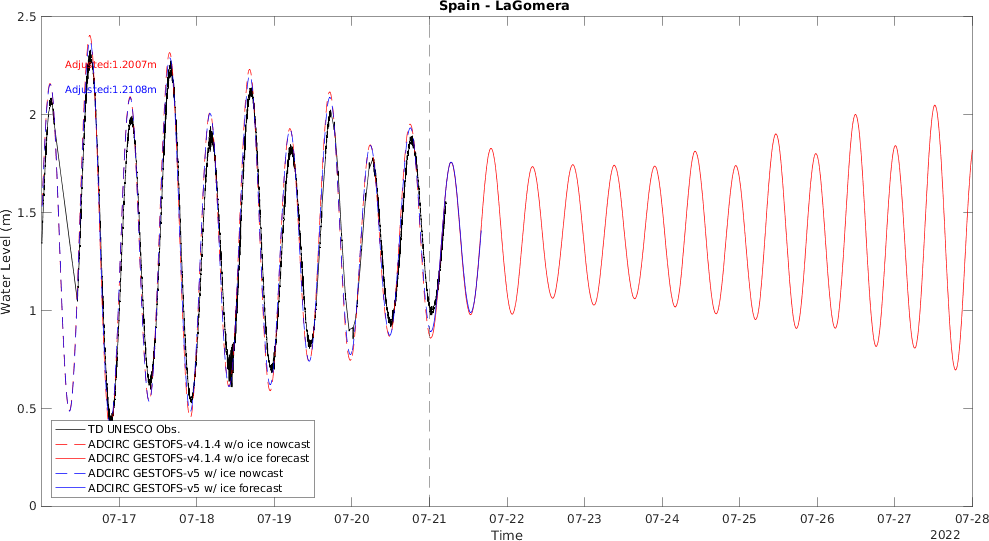 Spain - LaGomera
2.5
Adjusted:1.2007m
Adjusted:1.2108m
2
1.5
Water Level (m)
1
0.5
TD UNESCO Obs.
ADCIRC GESTOFS-v4.1.4 w/o ice nowcast
ADCIRC GESTOFS-v4.1.4 w/o ice forecast
ADCIRC GESTOFS-v5 w/ ice nowcast
ADCIRC GESTOFS-v5 w/ ice forecast
0
07-17 07-18 07-19 07-20 07-21 07-22 07-23 07-24 07-25 07-26 07-27 07-28
Time
2022